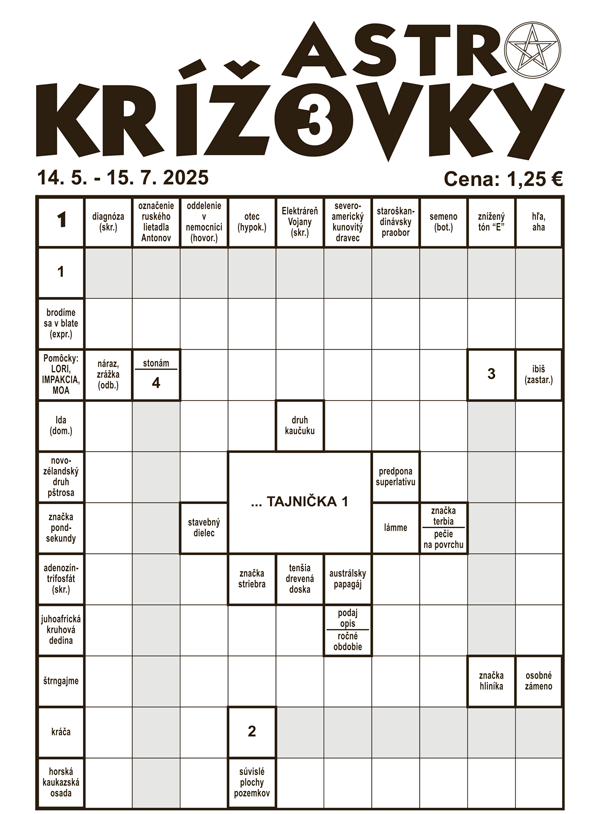 ASTRO
KRÍŽOVKY
3
14. 5. - 15. 7. 2025
Cena: 1,25 €
1
diagnóza
(skr.)
označenie
ruského
lietadla
Antonov
oddelenie
v
nemocnici
(hovor.)
otec
(hypok.)
Elektráreň
Vojany
(skr.)
severo-
americký
kunovitý
dravec
staroškan-
dinávsky
praobor
semeno
(bot.)
znížený
tón “E”
hľa,
aha
1
brodíme
sa v blate
(expr.)
Pomôcky:
LORI,
IMPAKCIA,
MOA
náraz,
zrážka
(odb.)
stonám
4
3
ibiš
(zastar.)
Ida
(dom.)
druh
kaučuku
novo-
zélandský
druh
pštrosa
... TAJNIČKA 1
predpona
superlatívu
značka
pond-
sekundy
stavebný
dielec
lámme
značka
terbia
pečie
na povrchu
adenozín-
trifosfát
(skr.)
značka
striebra
tenšia
drevená
doska
austrálsky
papagáj
juhoafrická
kruhová
dedina
podaj
opis
ročné
obdobie
štrngajme
značka
hliníka
osobné
zámeno
kráča
2
horská
kaukazská
osada
súvislé
plochy
pozemkov